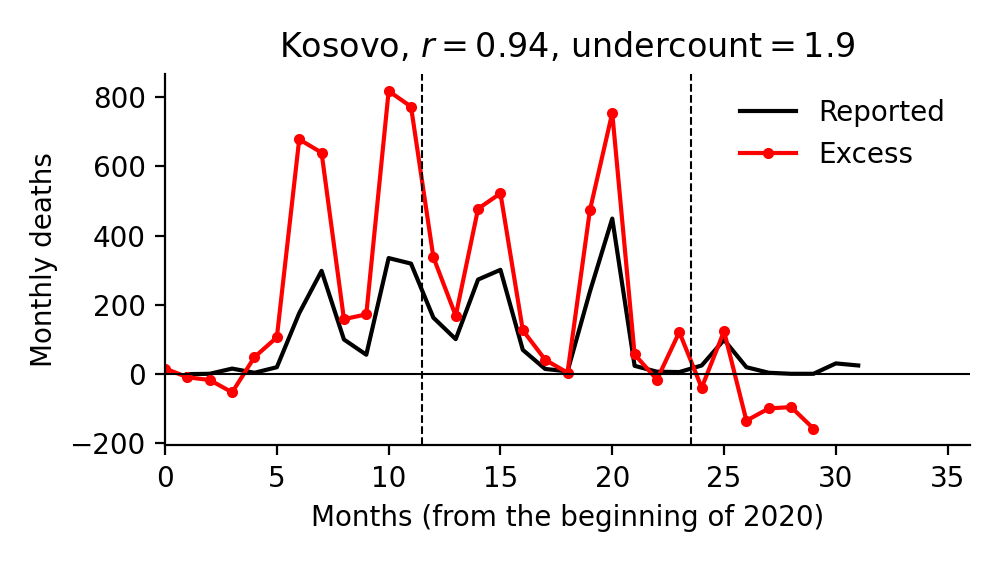 Kosovo, r = 0.94, undercount = 1.9
Reported
Excess
Monthly deaths
800
600
400
200
0
−200
0 5 10 15 20 25 30 35
Months (from the beginning of 2020)